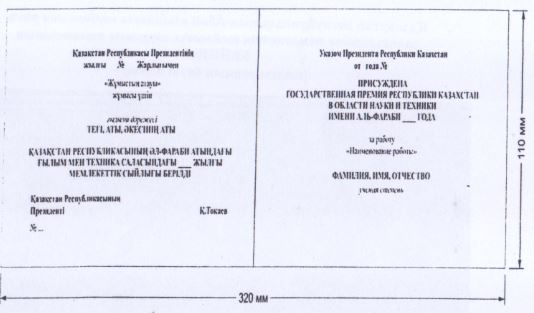 Қазақстан Республикасы Президентінің
жылғы № Жарлығымен
«Жұмыстың атауы»
жұмысы үшін
ғылыми дәрежесі
ТЕГІ, АТЫ, ӘКЕСІНІҢ АТЫ
ҚАЗАҚСТАН РЕСПУБЛИКАСЫНЫҢ ӘЛ-ФАРАБИ АТЫНДАҒЫ
ҒЫЛЫМ МЕН ТЕХНИКА САЛАСЫНДАҒЫ ___ ЖЫЛҒЫ
МЕМЛЕКЕТТІК СЫЙЛЫҒЫ БЕРІЛДІ
Қазақстан Республикасының
Президенті Қ.Тоқаев
№ ...
Указом Президента Республики Казахстан
от года №
ПРИСУЖДЕНА
ГОСУДАРСТВЕННАЯ ПРЕМИЯ РЕСПУБЛИКИ КАЗАХСТАН
В ОБЛАСТИ НАУКИ И ТЕХНИКИ
ИМЕНИ АЛЬ-ФАРАБИ ___ ГОДА
за работу
«Наименование работы»
ФАМИЛИЯ, ИМЯ, ОТЧЕСТВО
ученая степень
110 мм
320 мм